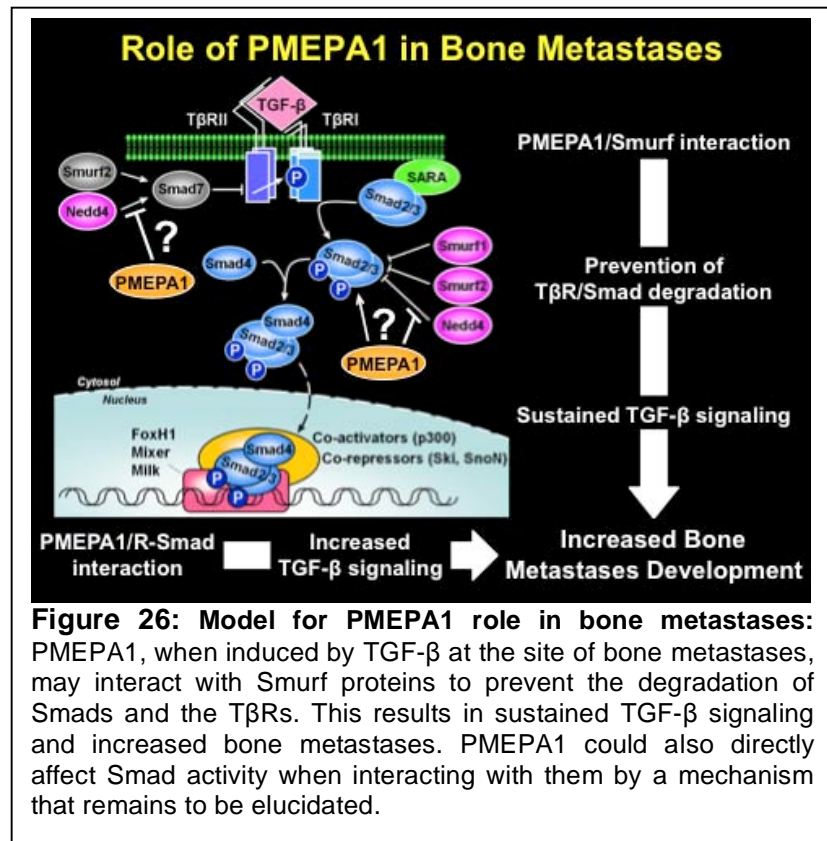 Role of PMEPA1 in Bone Metastases
TGF-β
TβRII
TβRI
PMEPA1/Smurf interaction
SARA
Smurf2
Smad7
P
Smad2/3
Nedd4
?
Smurf1
Smad4
Smad2/3
P
P
Prevention of
TβR/Smad degradation
PMEPA1
Smurf2
?
Nedd4
Smad4
Smad2/3
P
P
PMEPA1
Cytosol
Nucleus
Sustained TGF-β signaling
FoxH1
Mixer
Milk
Co-activators (p300)
Co-repressors (Ski, SnoN)
Smad4
Smad2/3
P
P
PMEPA1/R-Smad
interaction
Increased
TGF-β signaling
Increased Bone
Metastases Development
Figure 26: Model for PMEPA1 role in bone metastases:
PMEPA1, when induced by TGF-β at the site of bone metastases,
may interact with Smurf proteins to prevent the degradation of
Smads and the TβRs. This results in sustained TGF-β signaling
and increased bone metastases. PMEPA1 could also directly
affect Smad activity when interacting with them by a mechanism
that remains to be elucidated.